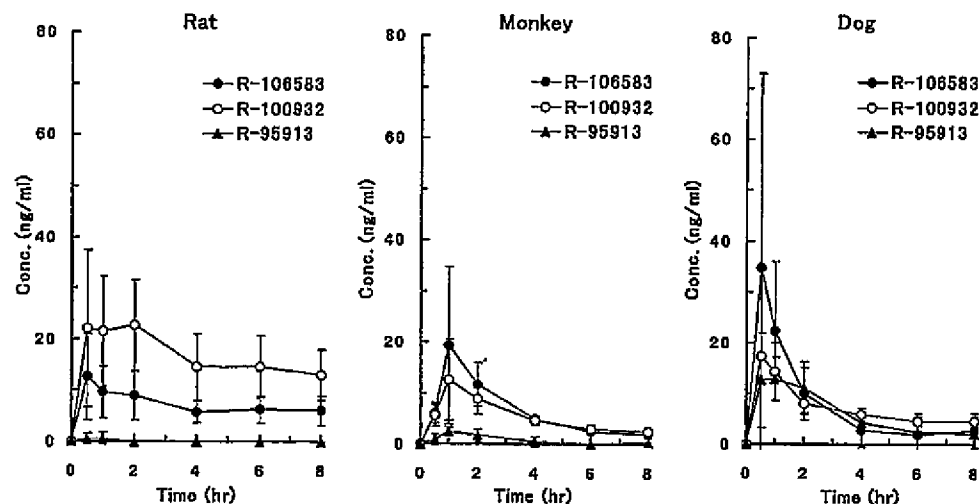 Rat
80
60
40
20
0
Conc. (ng/ml)
R-106583
R-100932
R-95913
0 2 4 6 8
Time (hr)
Monkey
80
60
40
20
0
Conc. (ng/ml)
R-106583
R-100932
R-95913
0 2 4 6 8
Time (hr)
Dog
80
60
40
20
0
Conc. (ng/ml)
R-106583
R-100932
R-95913
0 2 4 6 8
Time (hr)